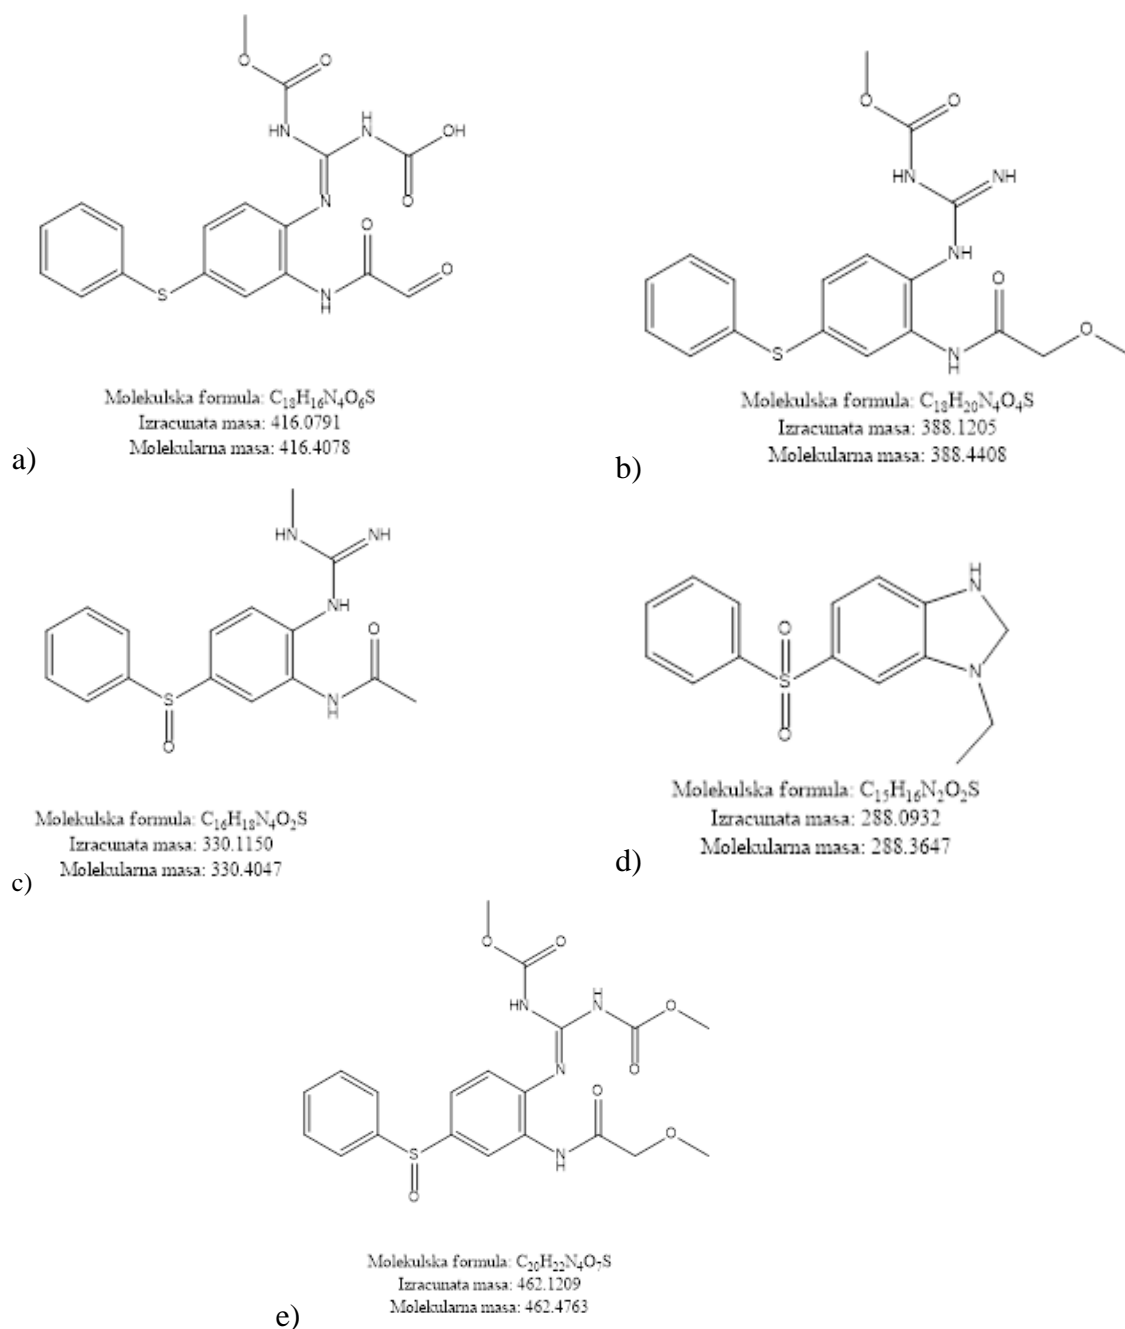 O
O
HN
H
N
OH
O
N
O
O
N
H
S
Molekulska formula: C₁₈H₁₆N₄O₆S
Izracunata masa: 416.0791
Molekularna masa: 416.4078
a)
O
O
HN
NH
NH
O
O
N
H
S
Molekulska formula: C₁₈H₂₀N₄O₄S
Izracunata masa: 388.1205
Molekularna masa: 388.4408
b)
HN
NH
NH
O
N
H
S
O
Molekulska formula: C₁₆H₁₈N₄O₂S
Izracunata masa: 330.1150
Molekularna masa: 330.4047
c)
H
N
O
S
O
N
Molekulska formula: C₁₅H₁₆N₂O₂S
Izracunata masa: 288.0932
Molekularna masa: 288.3647
d)
O
O
HN
H
N
O
O
N
O
O
N
H
S
O
Molekulska formula: C₂₀H₂₂N₄O₇S
Izracunata masa: 462.1209
Molekularna masa: 462.4763
e)